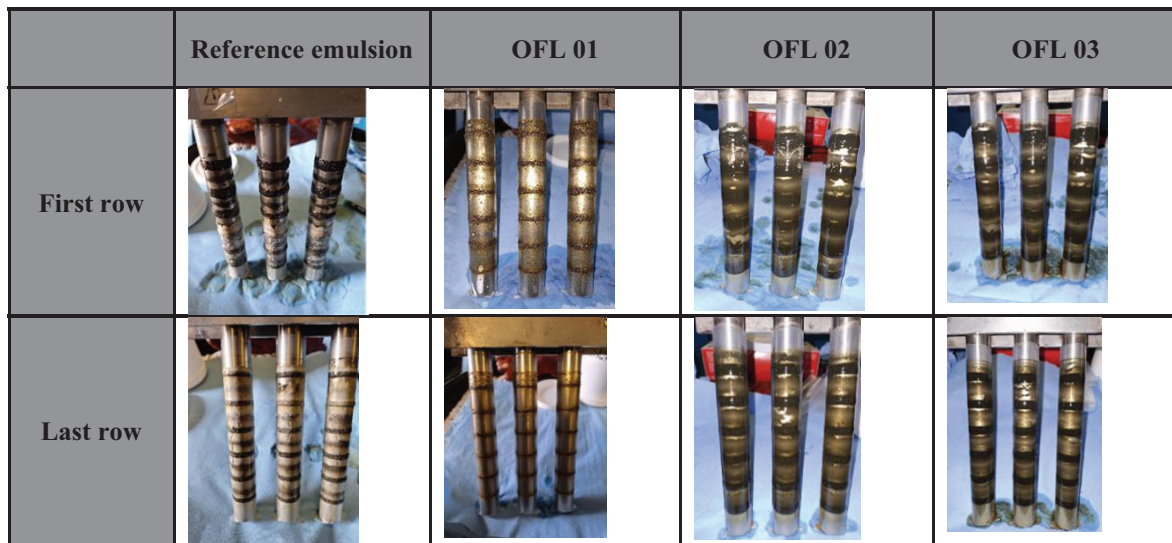 Reference emulsion
OFL 01
OFL 02
OFL 03
First row
Last row